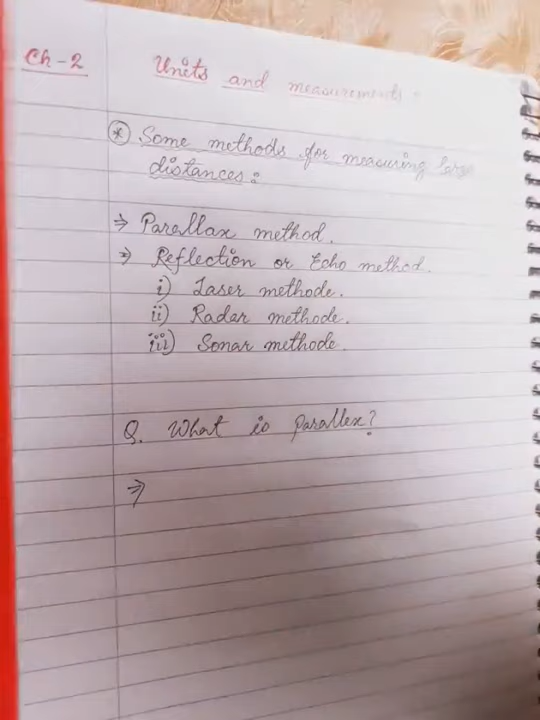 Ch-2
Units and measurements:
* Some methods for measuring large
distances:
⇒ Parallax method.
⇒ Reflection or Echo method.
i) Laser methode.
ii) Radar methode.
iii) Sonar methode.
Q. What is parallex?
⇒